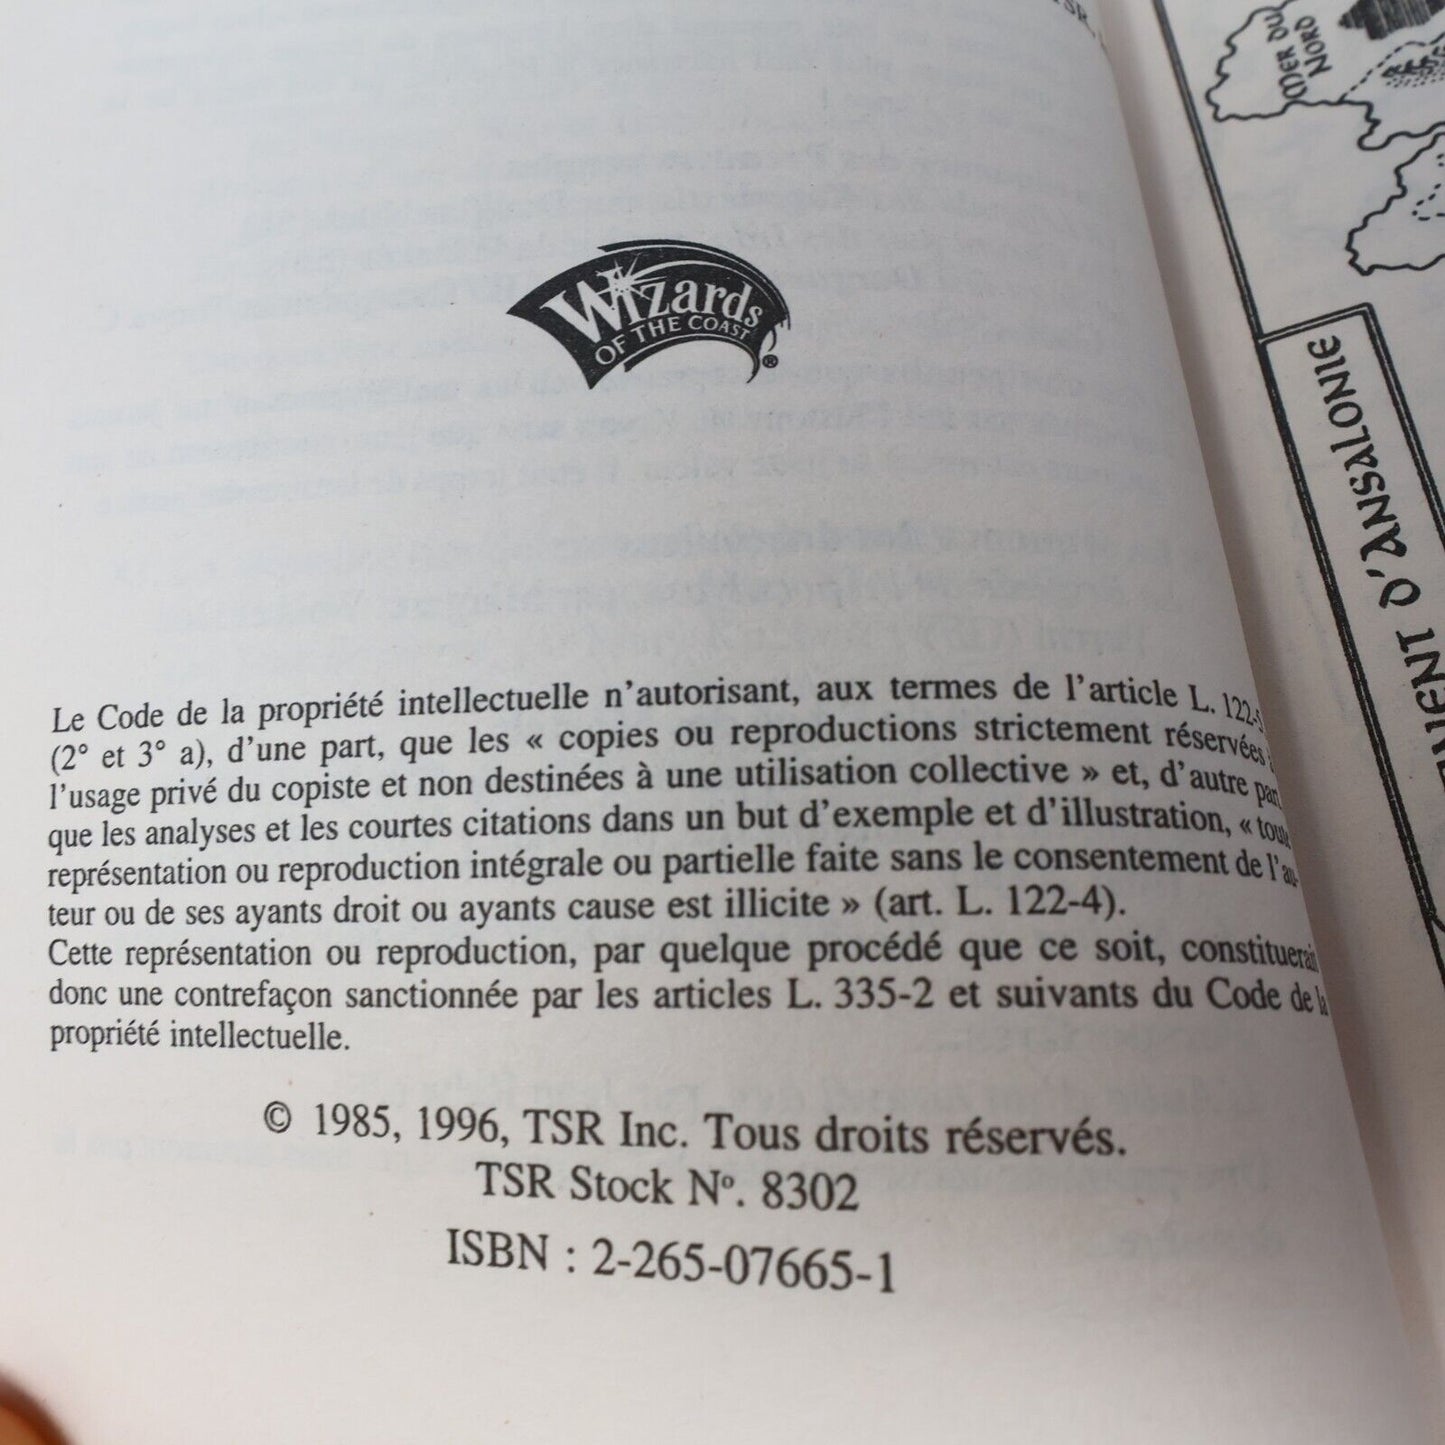 TSR.
Wizards
OF THE COAST
®
Le Code de la propriété intellectuelle n'autorisant, aux termes de l'article L. 122-5
(2° et 3° a), d'une part, que les « copies ou reproductions strictement réservées à
l'usage privé du copiste et non destinées à une utilisation collective » et, d'autre part
que les analyses et les courtes citations dans un but d'exemple et d'illustration, « toute
représentation ou reproduction intégrale ou partielle faite sans le consentement de l'au-
teur ou de ses ayants droit ou ayants cause est illicite » (art. L. 122-4).
Cette représentation ou reproduction, par quelque procédé que ce soit, constituerait
donc une contrefaçon sanctionnée par les articles L. 335-2 et suivants du Code de la
propriété intellectuelle.
© 1985, 1996, TSR Inc. Tous droits réservés.
TSR Stock Nº. 8302
ISBN : 2-265-07665-1
MER DU
NORD
D'ANSALONIE